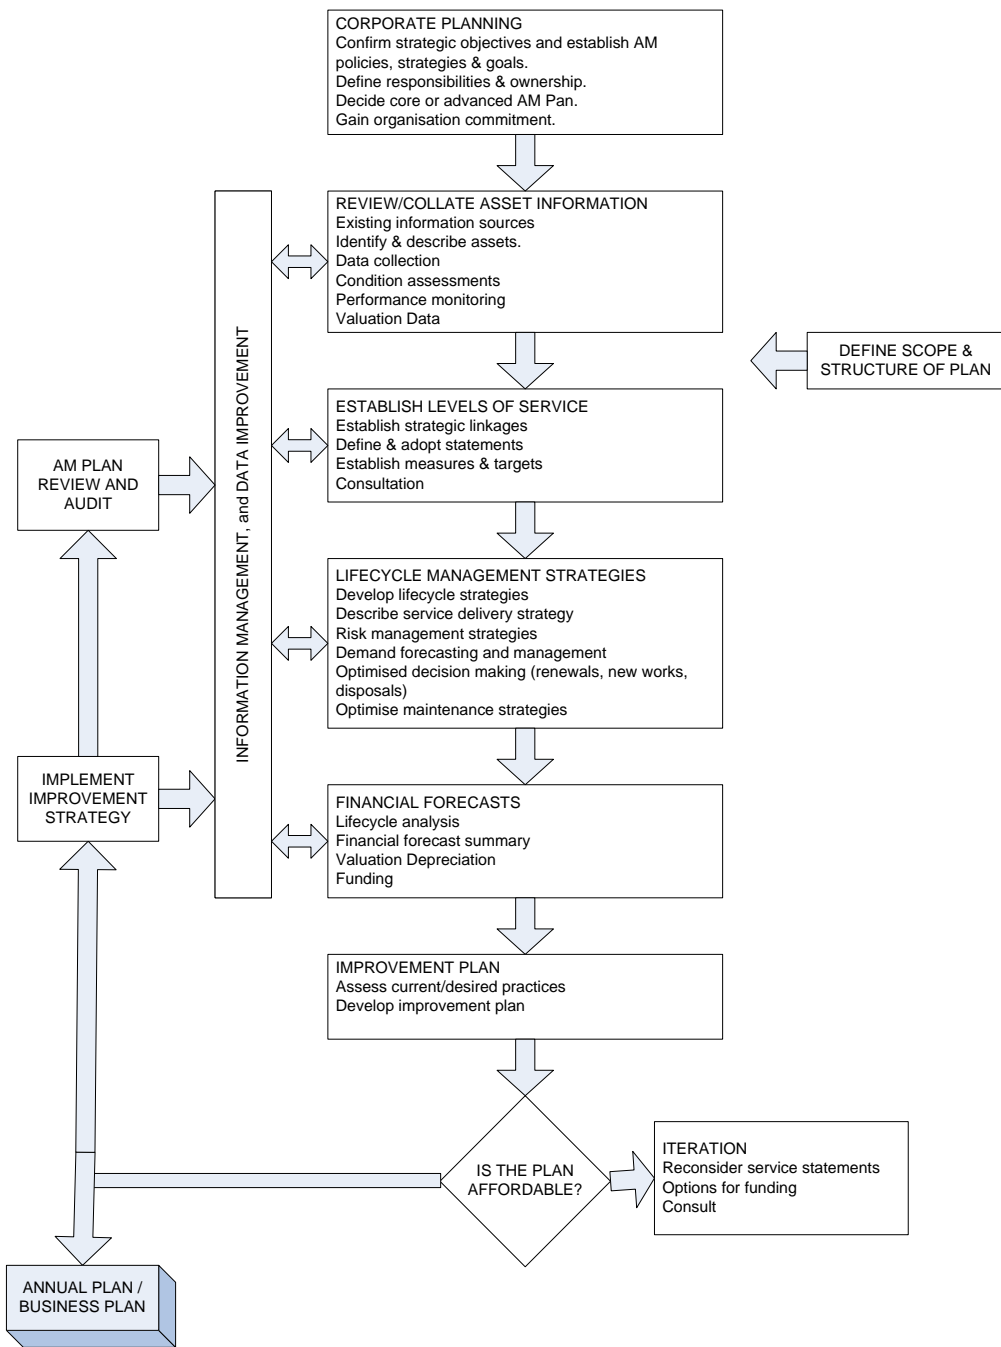 CORPORATE PLANNING
Confirm strategic objectives and establish AM
policies, strategies & goals.
Define responsibilities & ownership.
Decide core or advanced AM Pan.
Gain organisation commitment.
REVIEW/COLLATE ASSET INFORMATION
Existing information sources
Identify & describe assets.
Data collection
Condition assessments
Performance monitoring
Valuation Data
DEFINE SCOPE &
STRUCTURE OF PLAN
INFORMATION MANAGEMENT, and DATA IMPROVEMENT
ESTABLISH LEVELS OF SERVICE
Establish strategic linkages
Define & adopt statements
Establish measures & targets
Consultation
AM PLAN
REVIEW AND
AUDIT
LIFECYCLE MANAGEMENT STRATEGIES
Develop lifecycle strategies
Describe service delivery strategy
Risk management strategies
Demand forecasting and management
Optimised decision making (renewals, new works,
disposals)
Optimise maintenance strategies
IMPLEMENT
IMPROVEMENT
STRATEGY
FINANCIAL FORECASTS
Lifecycle analysis
Financial forecast summary
Valuation Depreciation
Funding
IMPROVEMENT PLAN
Assess current/desired practices
Develop improvement plan
IS THE PLAN
AFFORDABLE?
ITERATION
Reconsider service statements
Options for funding
Consult
ANNUAL PLAN /
BUSINESS PLAN